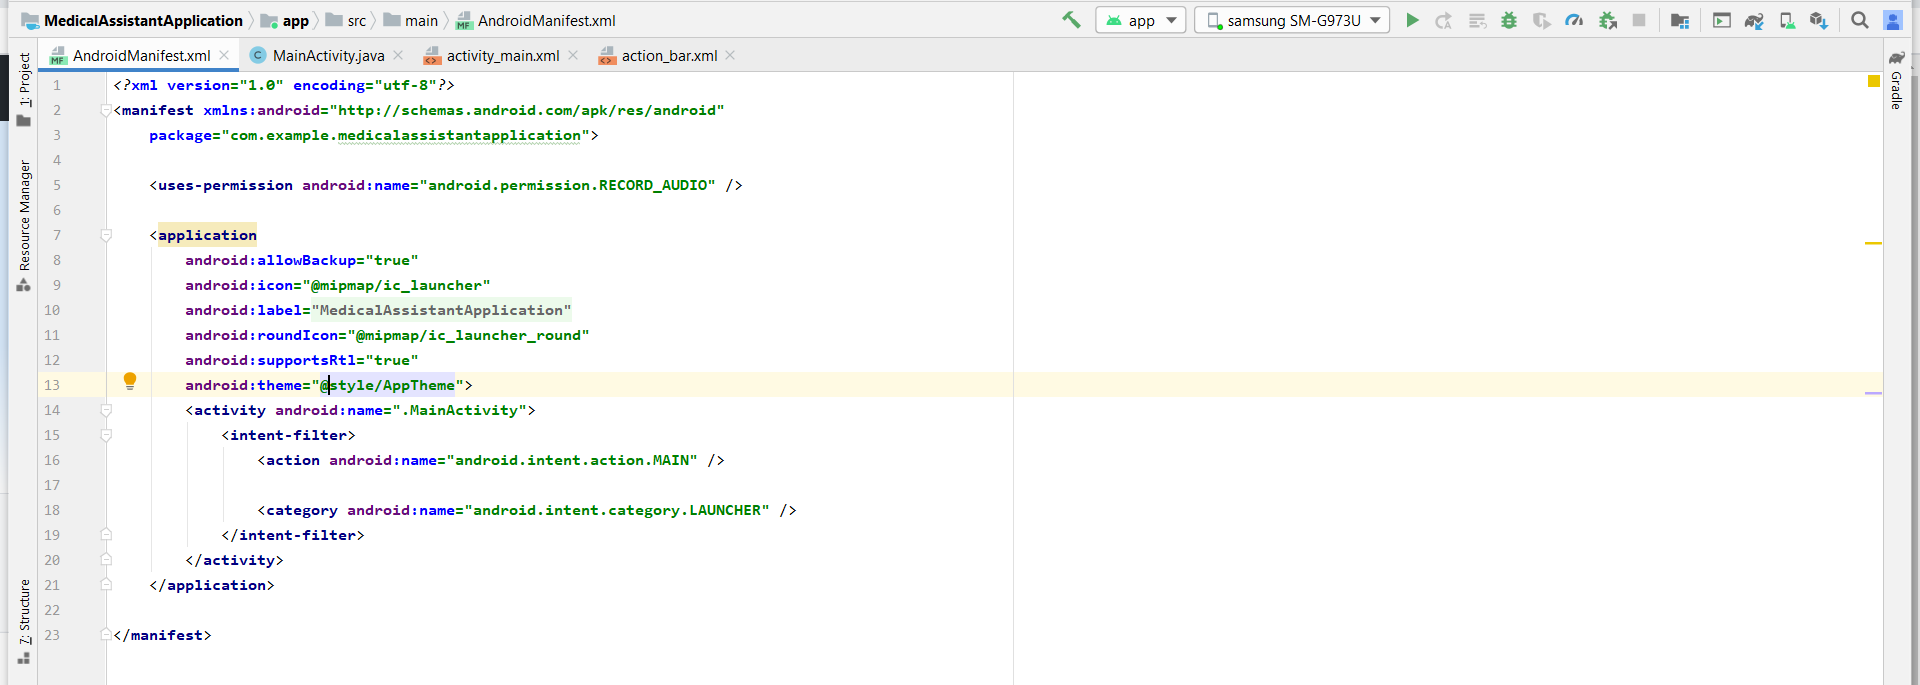 MedicalAssistantApplication app src main AndroidManifest.xml app samsung SM-G973U
AndroidManifest.xml MainActivity.java activity_main.xml action_bar.xml
1: Project
Resource Manager
7: Structure
Gradle
1 <?xml version="1.0" encoding="utf-8"?>
2 <manifest xmlns:android="http://schemas.android.com/apk/res/android"
3 package="com.example.medicalassistantapplication">
4
5 <uses-permission android:name="android.permission.RECORD_AUDIO" />
6
7 <application
8 android:allowBackup="true"
9 android:icon="@mipmap/ic_launcher"
10 android:label="MedicalAssistantApplication"
11 android:roundIcon="@mipmap/ic_launcher_round"
12 android:supportsRtl="true"
13 android:theme="@style/AppTheme">
14 <activity android:name=".MainActivity">
15 <intent-filter>
16 <action android:name="android.intent.action.MAIN" />
17
18 <category android:name="android.intent.category.LAUNCHER" />
19 </intent-filter>
20 </activity>
21 </application>
22
23 </manifest>